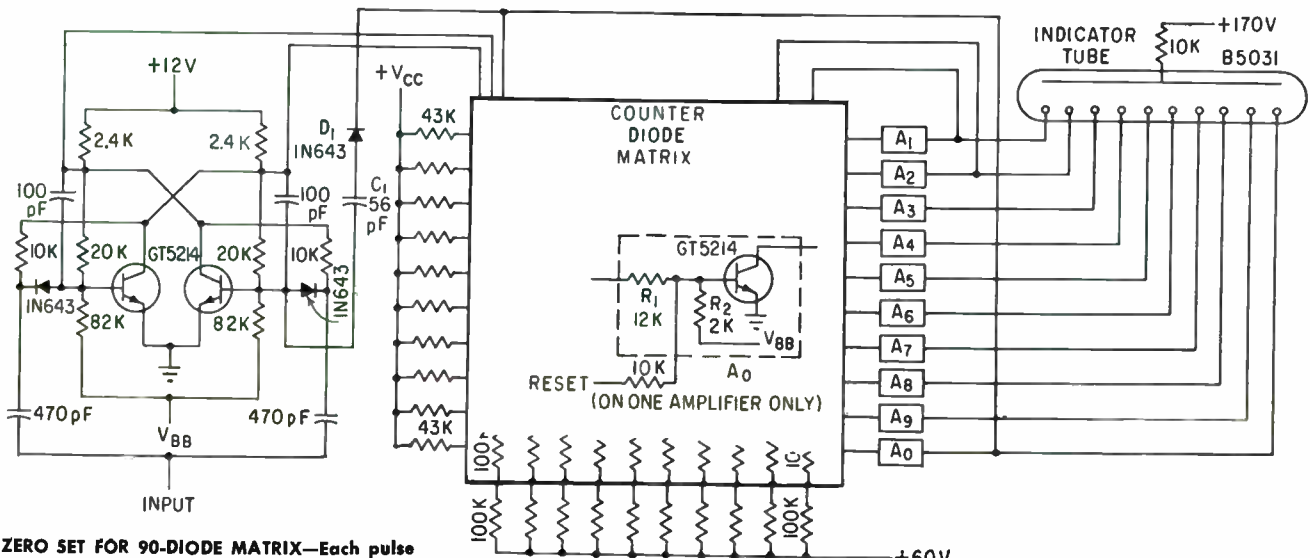 +170V
INDICATOR
TUBE
10K
B5031
+12V
+VCC
COUNTER
DIODE
MATRIX
43K
2.4K
2.4K
D1
1N643
A1
A2
A3
A4
A5
A6
A7
A8
A9
A0
100
pF
100
pF
C1
56
pF
10K
20K
GT5214
20K
10K
1N643
1N643
82K
82K
GT5214
R1
12K
R2
2K
VBB
A0
10K
RESET
(ON ONE AMPLIFIER ONLY)
470pF
470pF
VBB
43K
INPUT
100K
100K
+60V
ZERO SET FOR 90-DIODE MATRIX—Each pulse